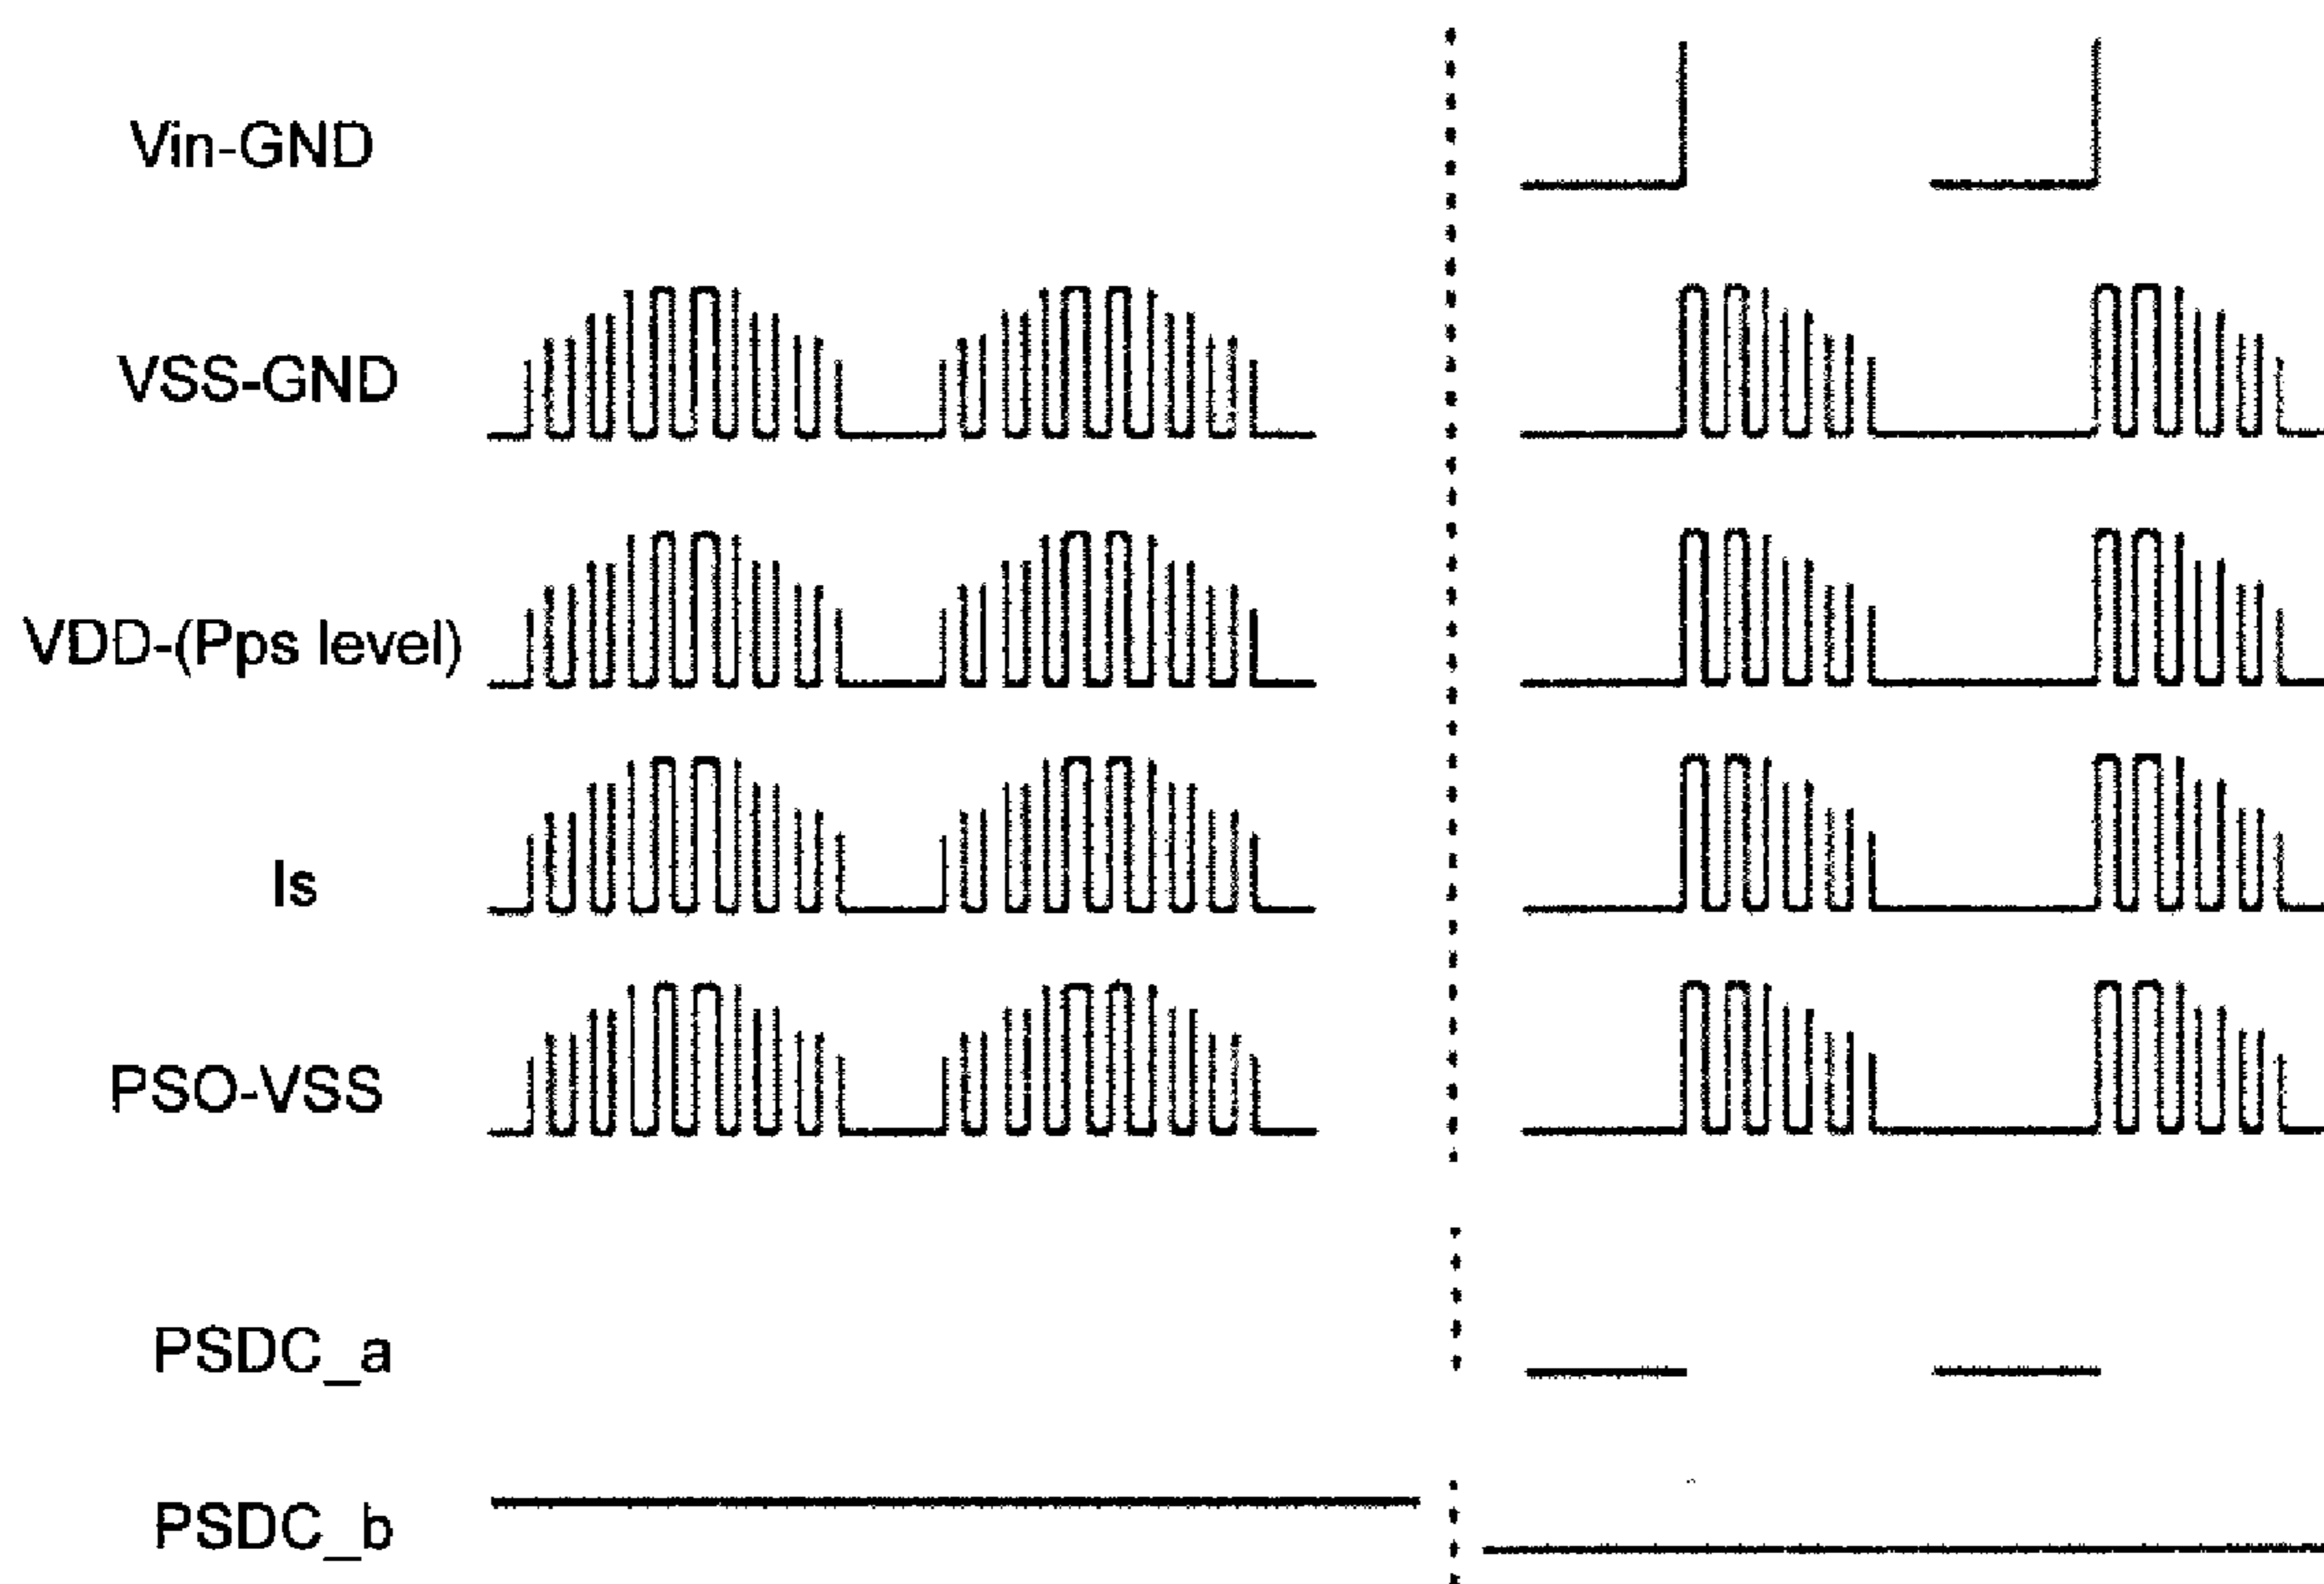 Vin-GND
VSS-GND
VDD-(Pps level)
Is
PSO-VSS
PSDC_a
PSDC_b